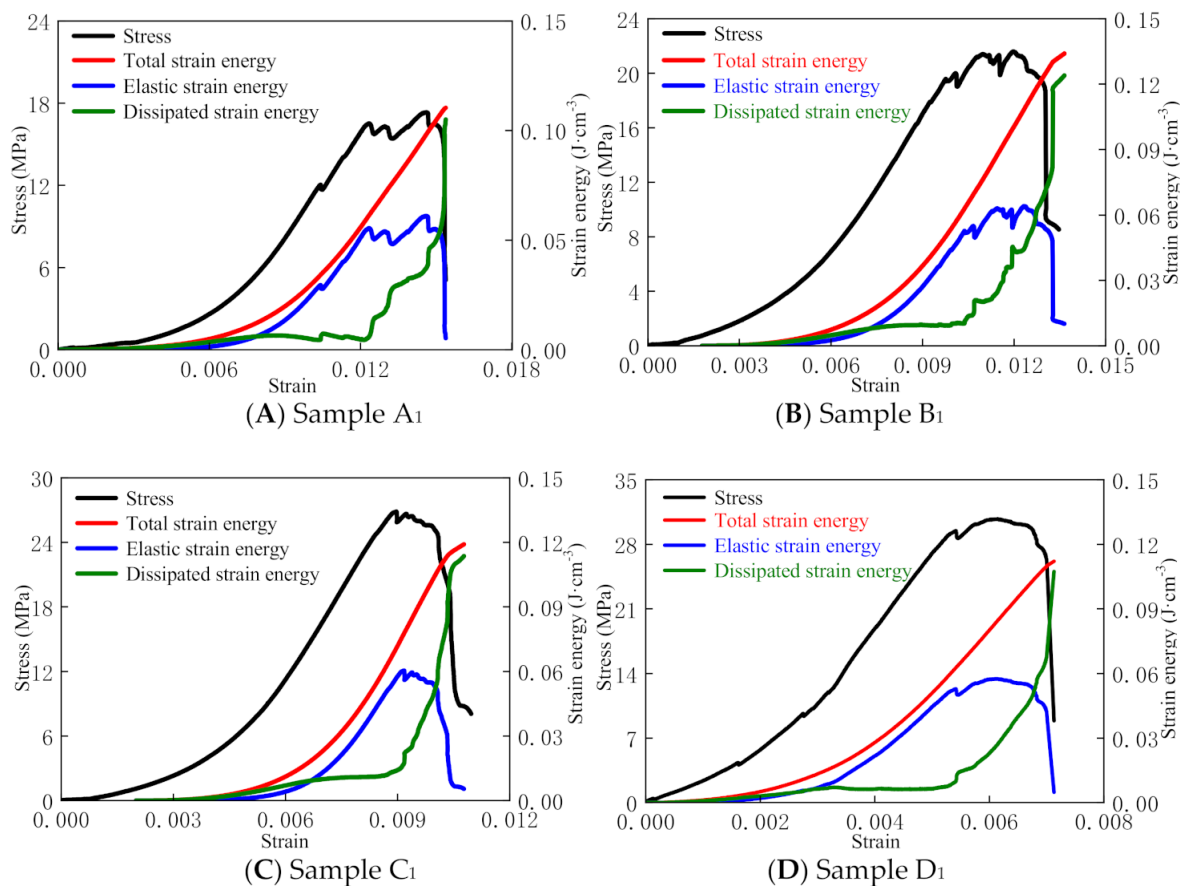 24
18
12
6
0
Stress (MPa)
Stress
Total strain energy
Elastic strain energy
Dissipated strain energy
0.15
0.10
0.05
0.00
Strain energy (J·cm⁻³)
0.000
0.006
0.012
0.018
Strain
(A) Sample A₁
24
20
16
12
8
4
0
Stress (MPa)
Stress
Total strain energy
Elastic strain energy
Dissipated strain energy
0.15
0.12
0.09
0.06
0.03
0.00
Strain energy (J·cm⁻³)
0.000
0.003
0.006
0.009
0.012
0.015
Strain
(B) Sample B₁
30
24
18
12
6
0
Stress (MPa)
Stress
Total strain energy
Elastic strain energy
Dissipated strain energy
0.15
0.12
0.09
0.06
0.03
0.00
Strain energy (J·cm⁻³)
0.000
0.003
0.006
0.009
0.012
Strain
(C) Sample C₁
35
28
21
14
7
0
Stress (MPa)
Stress
Total strain energy
Elastic strain energy
Dissipated strain energy
0.15
0.12
0.09
0.06
0.03
0.00
Strain energy (J·cm⁻³)
0.000
0.002
0.004
0.006
0.008
Strain
(D) Sample D₁